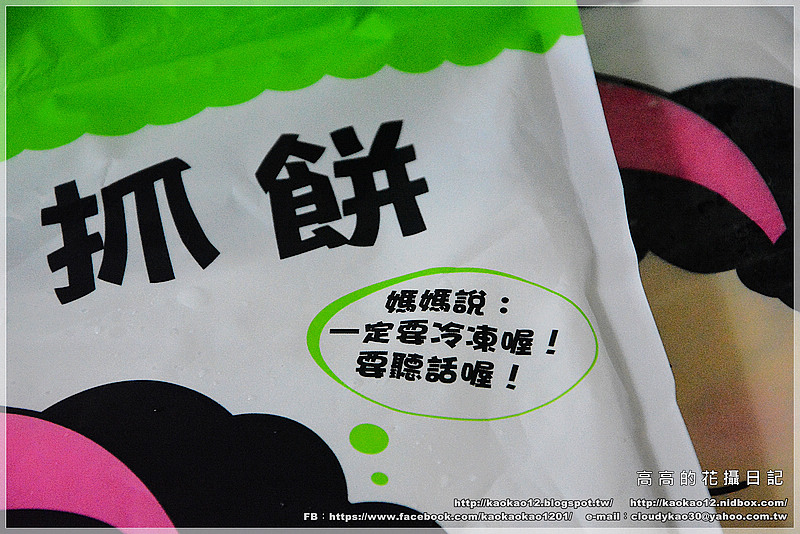 抓餅
媽媽說：
一定要冷凍喔！
要聽話喔！
高高的花攝日記
http://kaokao12.blogspot.tw/ http://kaokao12.nidbox.com/
FB：https://www.facebook.com/kaokaokao1201/ e-mail：cloudykao30@yahoo.com.tw